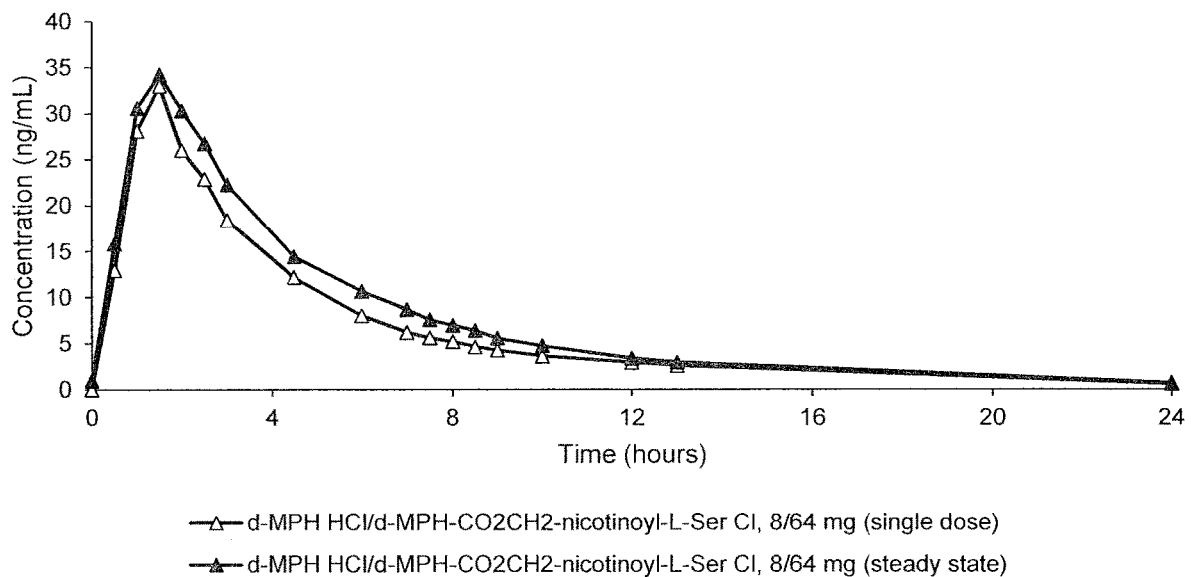 40
35
30
25
20
15
10
5
0
Concentration (ng/mL)
0 4 8 12 16 20 24
Time (hours)
d-MPH HCl/d-MPH-CO2CH2-nicotinoyl-L-Ser Cl, 8/64 mg (single dose)
d-MPH HCl/d-MPH-CO2CH2-nicotinoyl-L-Ser Cl, 8/64 mg (steady state)